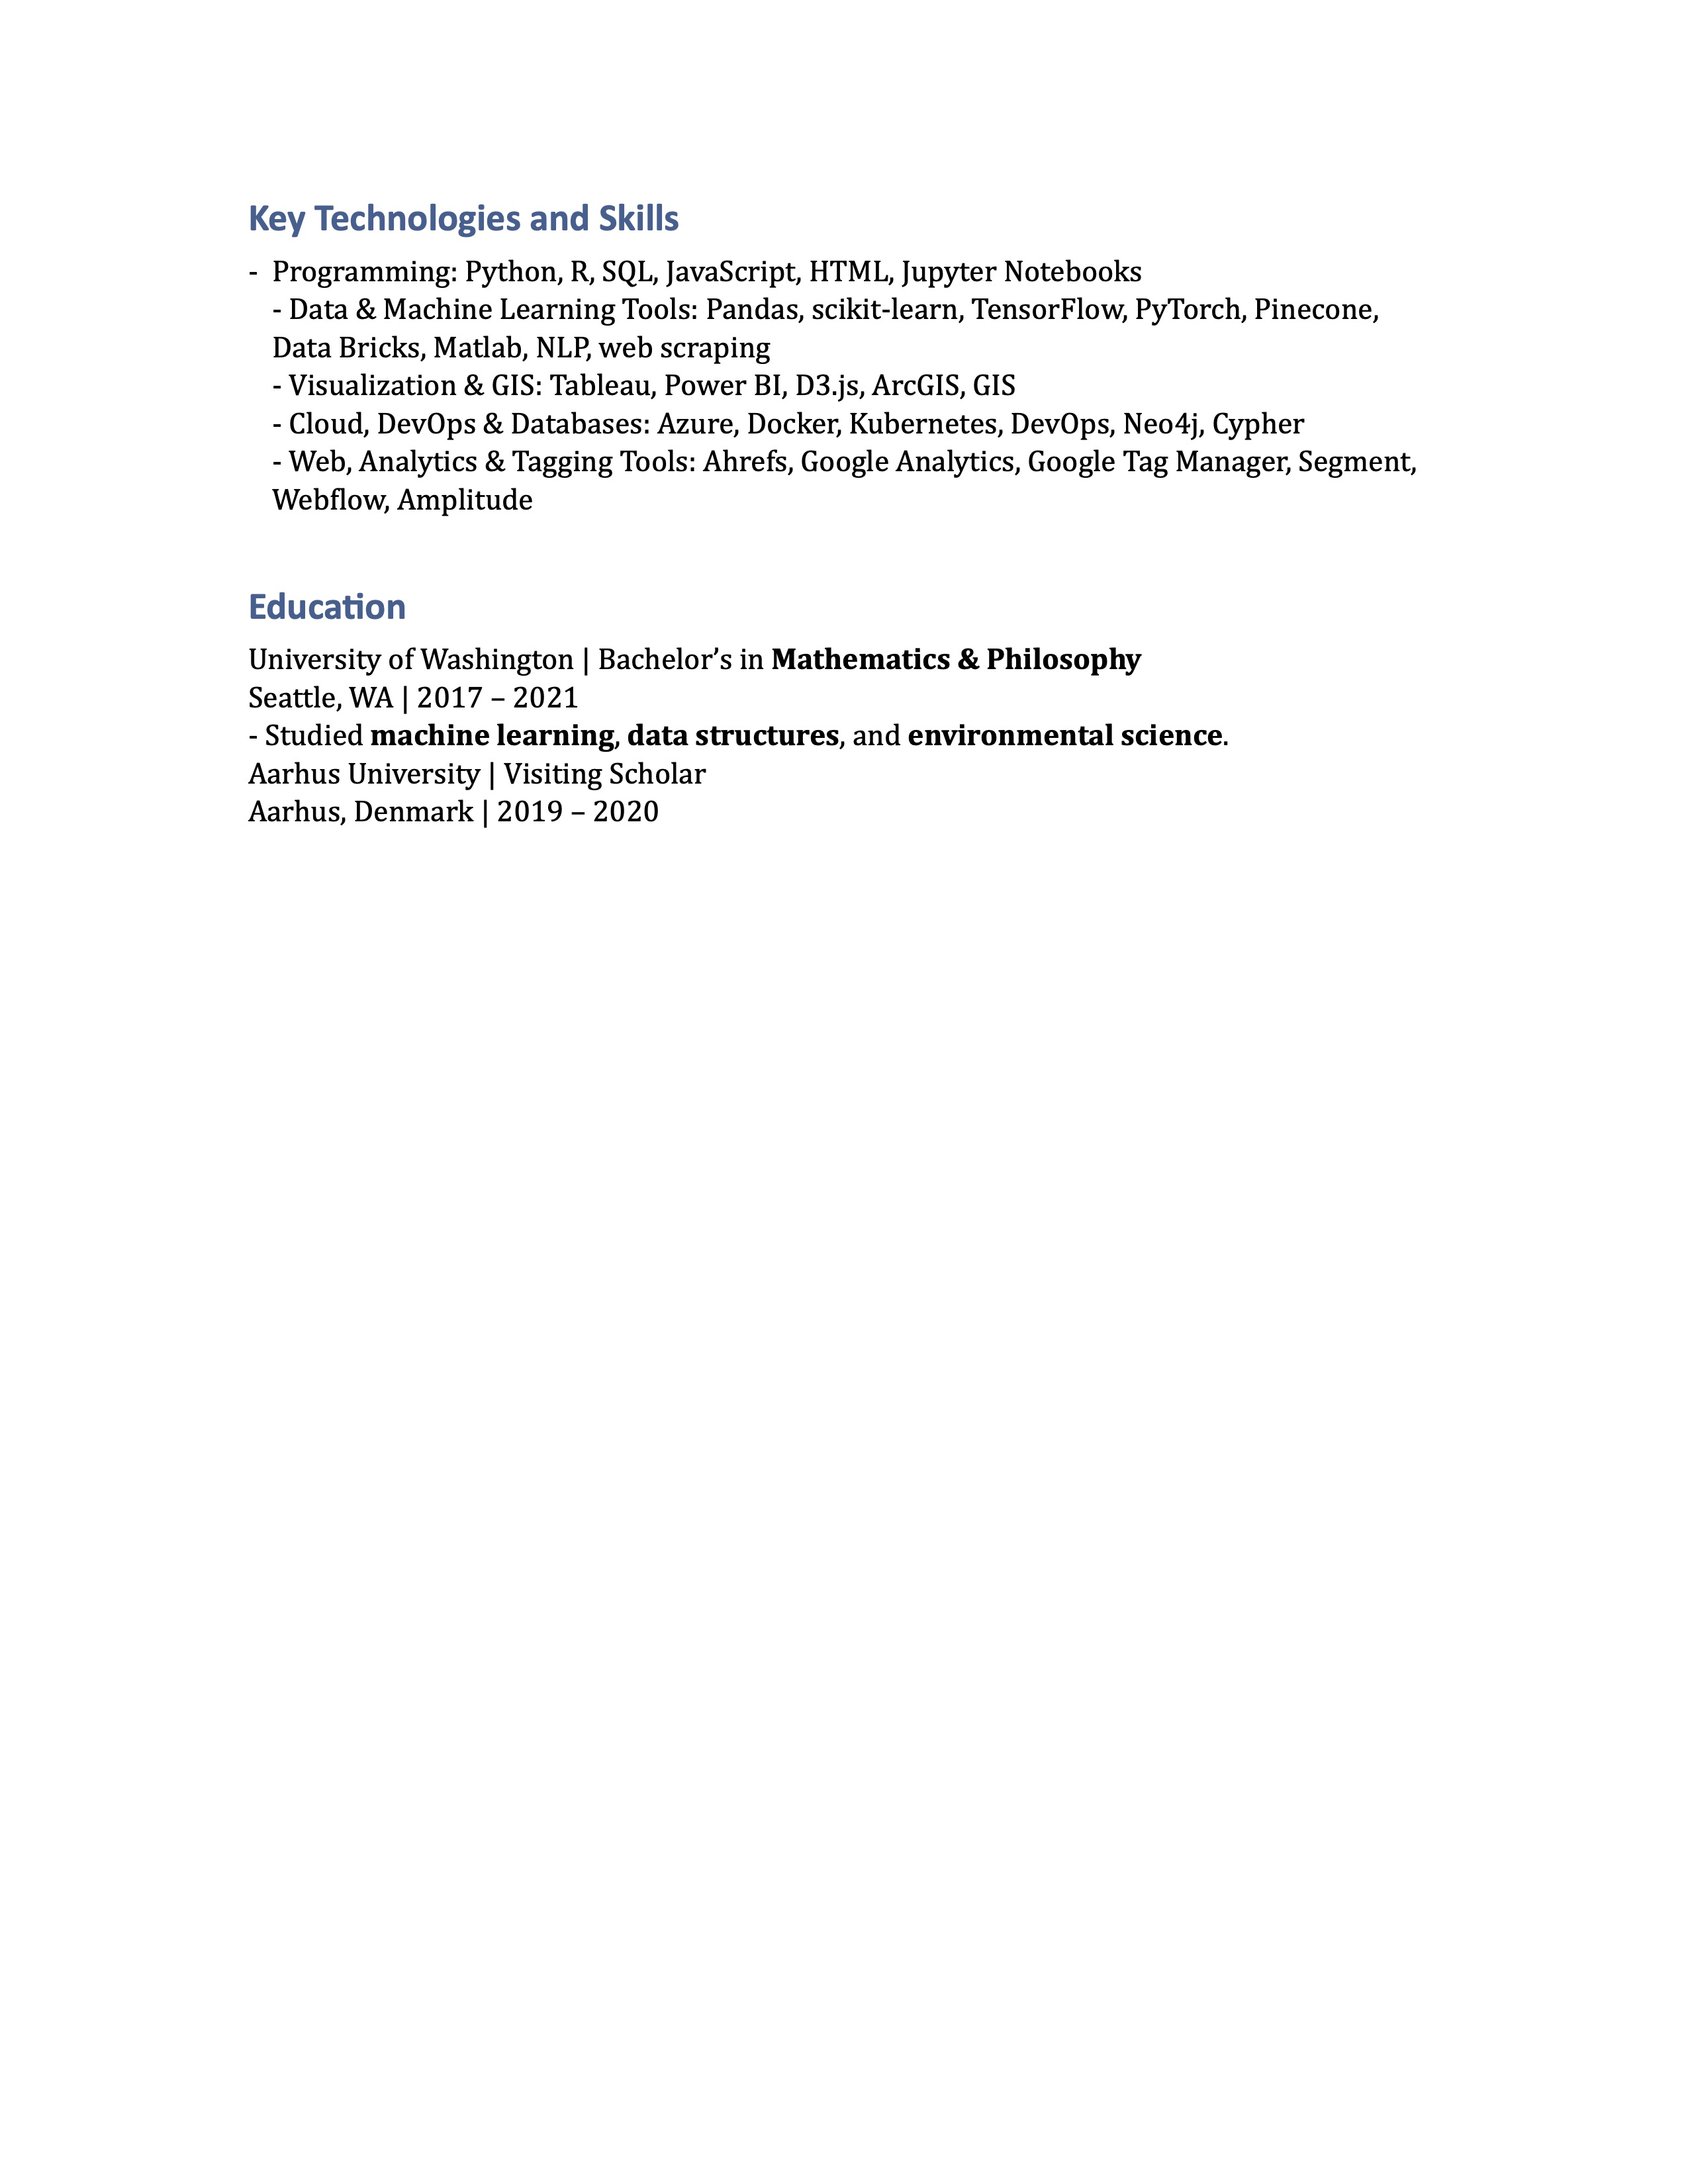 Key Technologies and Skills
- Programming: Python, R, SQL, JavaScript, HTML, Jupyter Notebooks
- Data & Machine Learning Tools: Pandas, scikit-learn, TensorFlow, PyTorch, Pinecone,
Data Bricks, Matlab, NLP, web scraping
- Visualization & GIS: Tableau, Power BI, D3.js, ArcGIS, GIS
- Cloud, DevOps & Databases: Azure, Docker, Kubernetes, DevOps, Neo4j, Cypher
- Web, Analytics & Tagging Tools: Ahrefs, Google Analytics, Google Tag Manager, Segment,
Webflow, Amplitude
Education
University of Washington | Bachelor’s in Mathematics & Philosophy
Seattle, WA | 2017 – 2021
- Studied machine learning, data structures, and environmental science.
Aarhus University | Visiting Scholar
Aarhus, Denmark | 2019 – 2020